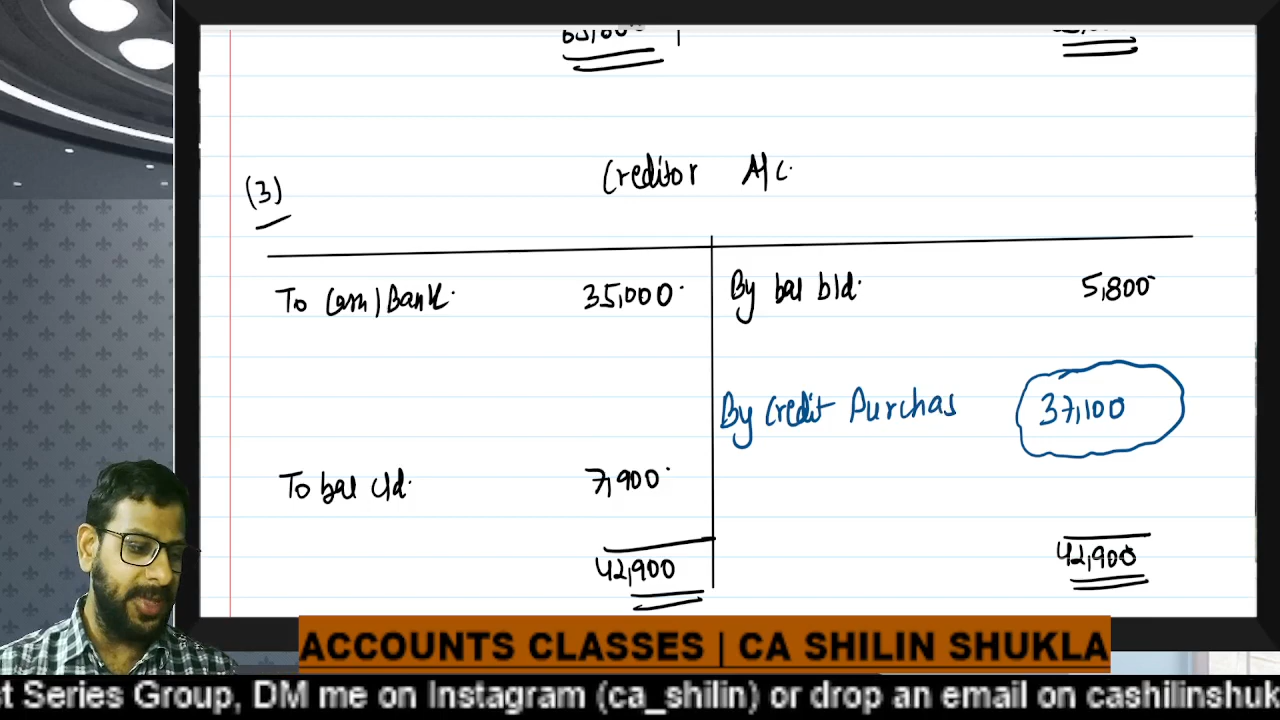 (3)
Creditor A/c.
To Cash/Bank. 35,000 By bal b/d. 5,800
By Credit Purchas 37,100
To bal c/d. 7,900
42,900 42,900
ACCOUNTS CLASSES | CA SHILIN SHUKLA
t Series Group, DM me on Instagram (ca_shilin) or drop an email on cashilinshuk